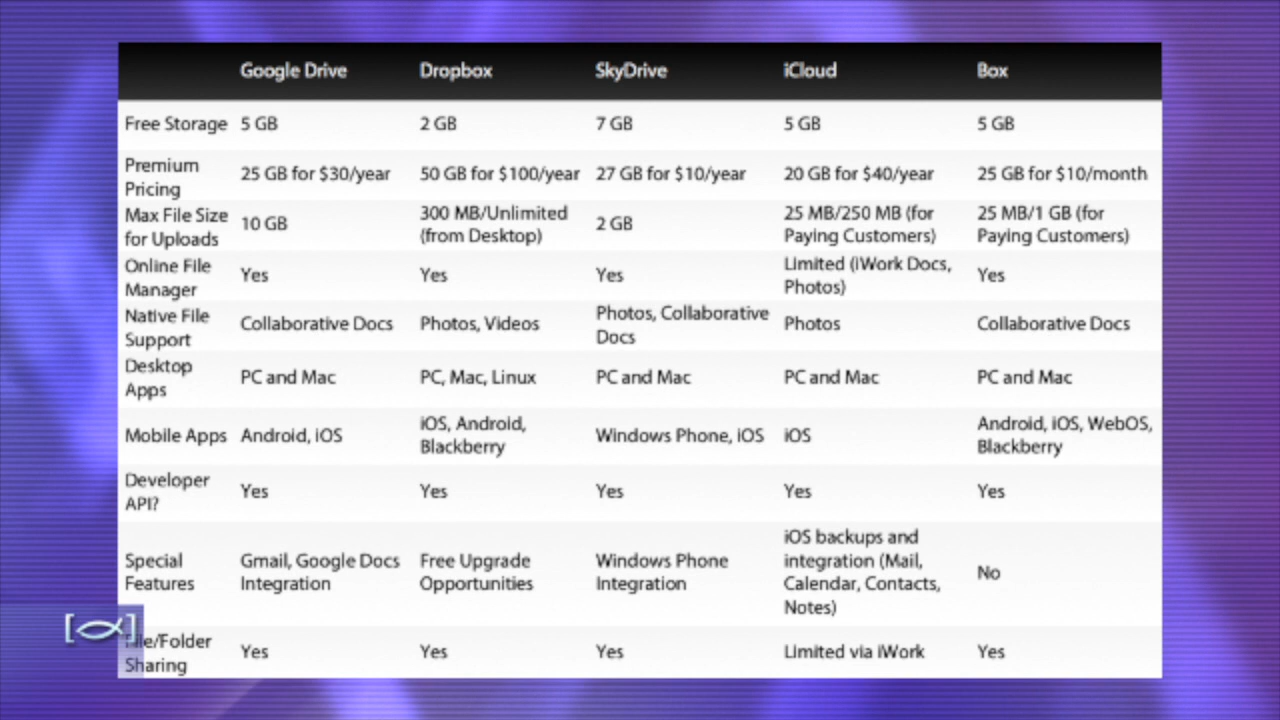 Google Drive Dropbox SkyDrive iCloud Box
Free Storage 5 GB 2 GB 7 GB 5 GB 5 GB
Premium Pricing 25 GB for $30/year 50 GB for $100/year 27 GB for $10/year 20 GB for $40/year 25 GB for $10/month
Max File Size for Uploads 10 GB 300 MB/Unlimited (from Desktop) 2 GB 25 MB/250 MB (for Paying Customers) 25 MB/1 GB (for Paying Customers)
Online File Manager Yes Yes Yes Limited (iWork Docs, Photos) Yes
Native File Support Collaborative Docs Photos, Videos Photos, Collaborative Docs Photos Collaborative Docs
Desktop Apps PC and Mac PC, Mac, Linux PC and Mac PC and Mac PC and Mac
Mobile Apps Android, iOS iOS, Android, Blackberry Windows Phone, iOS iOS Android, iOS, WebOS, Blackberry
Developer API? Yes Yes Yes Yes Yes
Special Features Gmail, Google Docs Integration Free Upgrade Opportunities Windows Phone Integration iOS backups and integration (Mail, Calendar, Contacts, Notes) No
File/Folder Sharing Yes Yes Yes Limited via iWork Yes